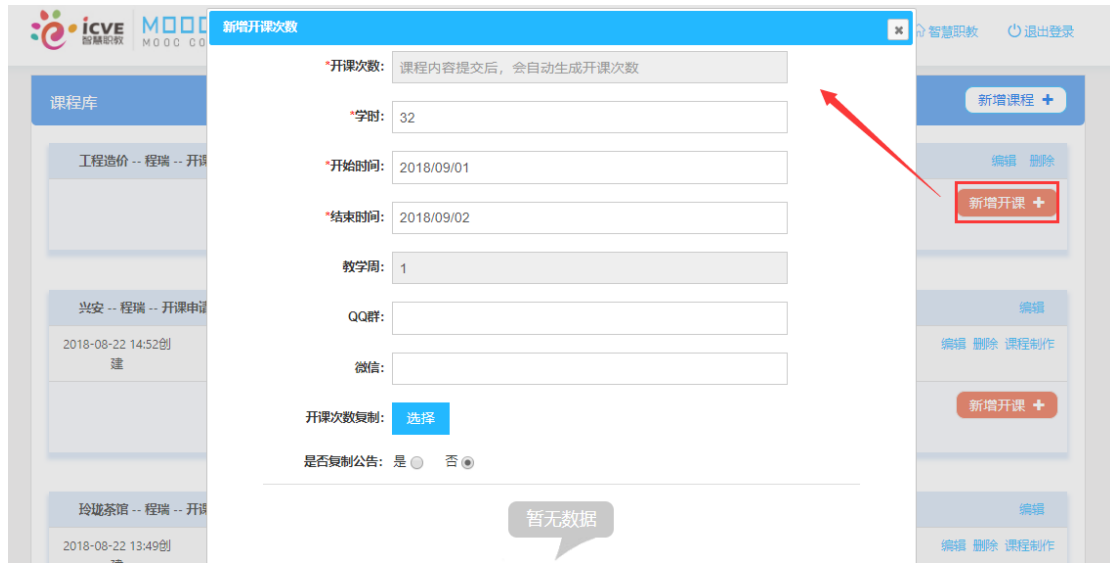 icve
智慧职教
MOOC
MOOC CO
智慧职教
退出登录
课程库
新增课程
工程造价 -- 程瑞 -- 开课
编辑 删除
新增开课
兴安 -- 程瑞 -- 开课申请
编辑
2018-08-22 14:52创
建
编辑 删除 课程制作
新增开课
玲珑茶馆 -- 程瑞 -- 开课
编辑
2018-08-22 13:49创
编辑 删除 课程制作
新增开课次数
*开课次数: 课程内容提交后，会自动生成开课次数
*学时: 32
*开始时间: 2018/09/01
*结束时间: 2018/09/02
教学周: 1
QQ群:
微信:
开课次数复制: 选择
是否复制公告: 是 否
暂无数据